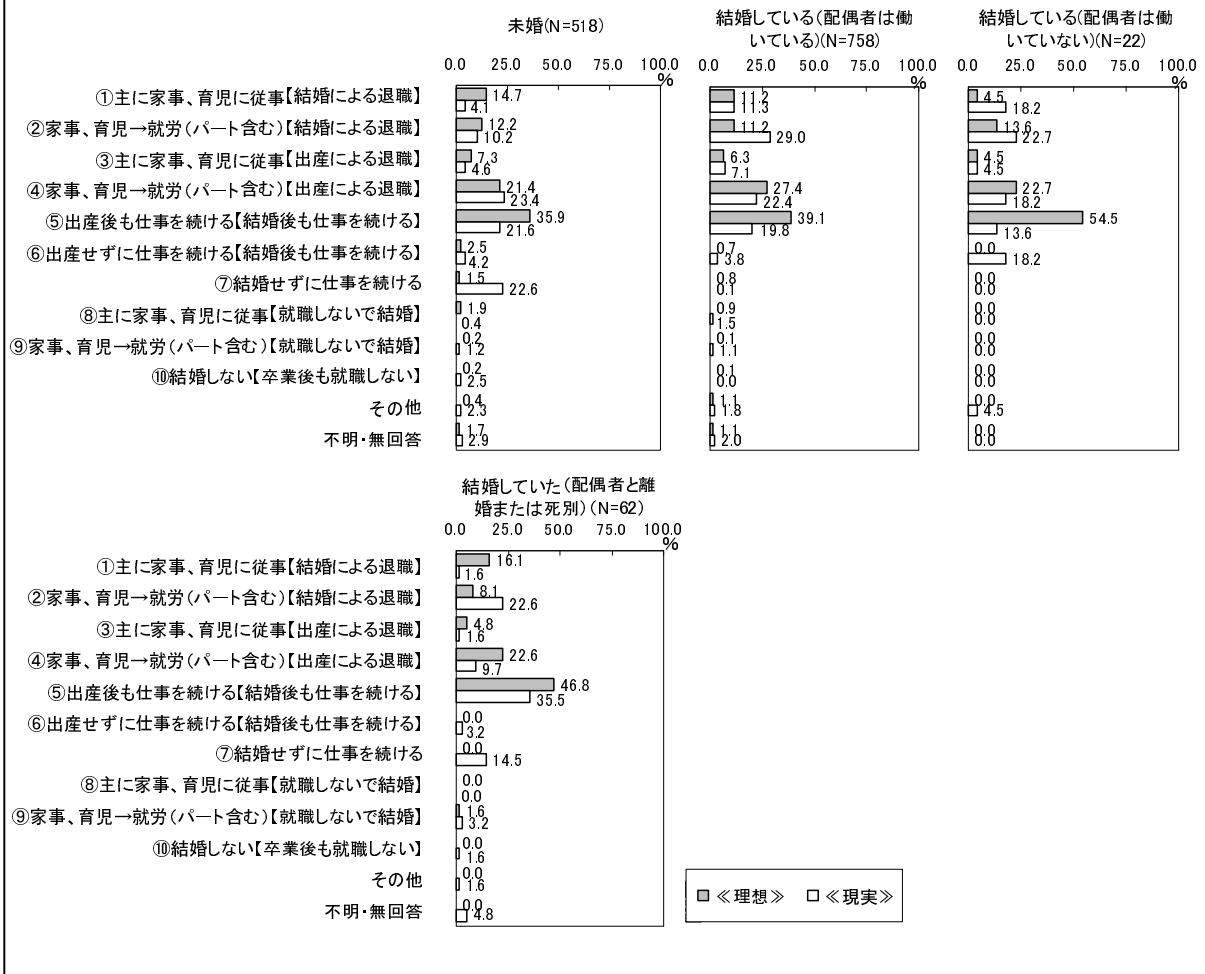 未婚(N=518)
結婚している(配偶者は働
いている)(N=758)
結婚している(配偶者は働
いていない)(N=22)
0.0 25.0 50.0 75.0 100.0
%
0.0 25.0 50.0 75.0 100.0
%
0.0 25.0 50.0 75.0 100.0
%
①主に家事、育児に従事【結婚による退職】 14.7 4.1 11.2 11.3 4.5 18.2
②家事、育児→就労(パート含む)【結婚による退職】 12.2 10.2 11.2 29.0 13.6 22.7
③主に家事、育児に従事【出産による退職】 7.3 4.6 6.3 7.1 4.5 4.5
④家事、育児→就労(パート含む)【出産による退職】 21.4 23.4 27.4 22.4 22.7 18.2
⑤出産後も仕事を続ける【結婚後も仕事を続ける】 35.9 21.6 39.1 19.8 54.5 13.6
⑥出産せずに仕事を続ける【結婚後も仕事を続ける】 2.5 4.2 0.7 3.8 0.0 18.2
⑦結婚せずに仕事を続ける 1.5 22.6 0.8 0.1 0.0 0.0
⑧主に家事、育児に従事【就職しないで結婚】 1.9 0.4 0.9 1.5 0.0 0.0
⑨家事、育児→就労(パート含む)【就職しないで結婚】 0.2 1.2 0.1 1.1 0.0 0.0
⑩結婚しない【卒業後も就職しない】 0.2 2.5 0.1 0.0 0.0 0.0
その他 0.4 2.3 1.1 1.8 0.0 4.5
不明・無回答 1.7 2.9 1.1 2.0 0.0 0.0
結婚していた(配偶者と離
婚または死別)(N=62)
0.0 25.0 50.0 75.0 100.0
%
①主に家事、育児に従事【結婚による退職】 16.1 1.6
②家事、育児→就労(パート含む)【結婚による退職】 8.1 22.6
③主に家事、育児に従事【出産による退職】 4.8 1.6
④家事、育児→就労(パート含む)【出産による退職】 22.6 9.7
⑤出産後も仕事を続ける【結婚後も仕事を続ける】 46.8 35.5
⑥出産せずに仕事を続ける【結婚後も仕事を続ける】 0.0 3.2
⑦結婚せずに仕事を続ける 0.0 14.5
⑧主に家事、育児に従事【就職しないで結婚】 0.0 0.0
⑨家事、育児→就労(パート含む)【就職しないで結婚】 1.6 3.2
⑩結婚しない【卒業後も就職しない】 0.0 1.6
その他 0.0 1.6
不明・無回答 0.0 4.8
≪理想≫ ≪現実≫